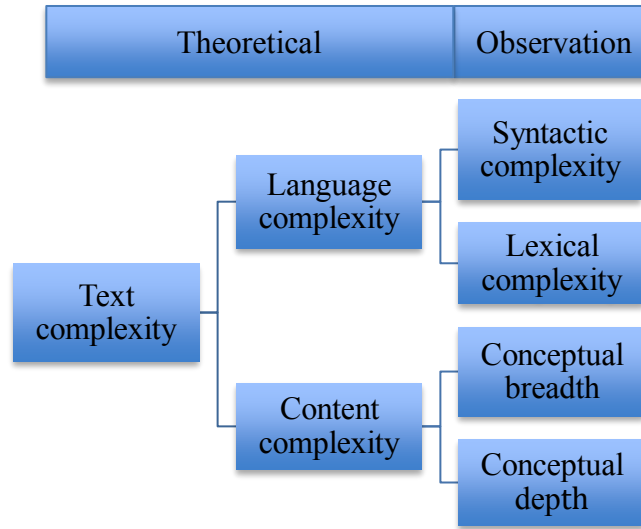 Theoretical
Observation
Syntactic
complexity
Language
complexity
Lexical
complexity
Text
complexity
Conceptual
breadth
Content
complexity
Conceptual
depth